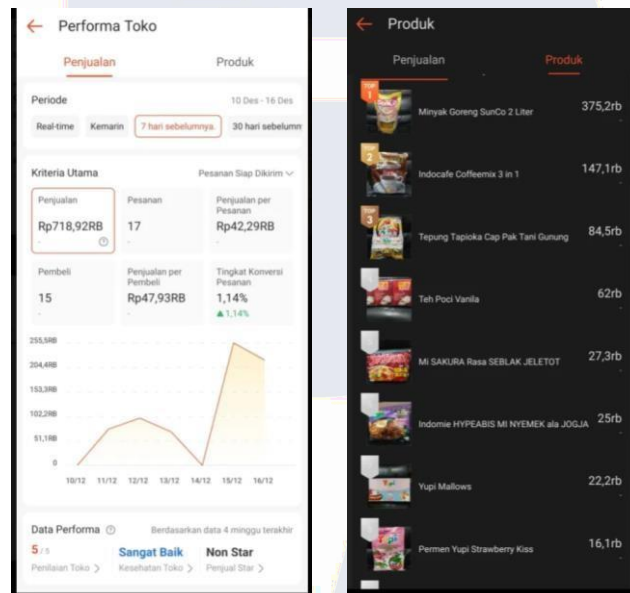 Performa Toko
Penjualan
Produk
Periode
10 Des - 16 Des
Real-time
Kemarin
7 hari sebelumnya.
30 hari sebelumn
Kriteria Utama
Pesanan Siap Dikirim
Penjualan
Pesanan
Penjualan per
Pesanan
Rp718,92RB
17
Rp42,29RB
Pembeli
Penjualan per
Pembeli
Tingkat Konversi
Pesanan
15
Rp47,93RB
1,14%
▲1,14%
255,5RB
204,4RB
153,3RB
102,2RB
51,1RB
0
10/12 11/12 12/12 13/12 14/12 15/12 16/12
Data Performa
Berdasarkan data 4 minggu terakhir
5 / 5
Sangat Baik
Non Star
Penilaian Toko >
Kesehatan Toko >
Penjual Star >
Produk
Penjualan
Produk
TOP
1
Minyak Goreng SunCo 2 Liter
375,2rb
TOP
2
Indocafe Coffeemix 3 in 1
147,1rb
TOP
3
Tepung Tapioka Cap Pak Tani Gunung
84,5rb
Teh Poci Vanila
62rb
Mi SAKURA Rasa SEBLAK JELETOT
27,3rb
Indomie HYPEABIS MI NYEMEK ala JOGJA
25rb
Yupi Mallows
22,2rb
Permen Yupi Strawberry Kiss
16,1rb